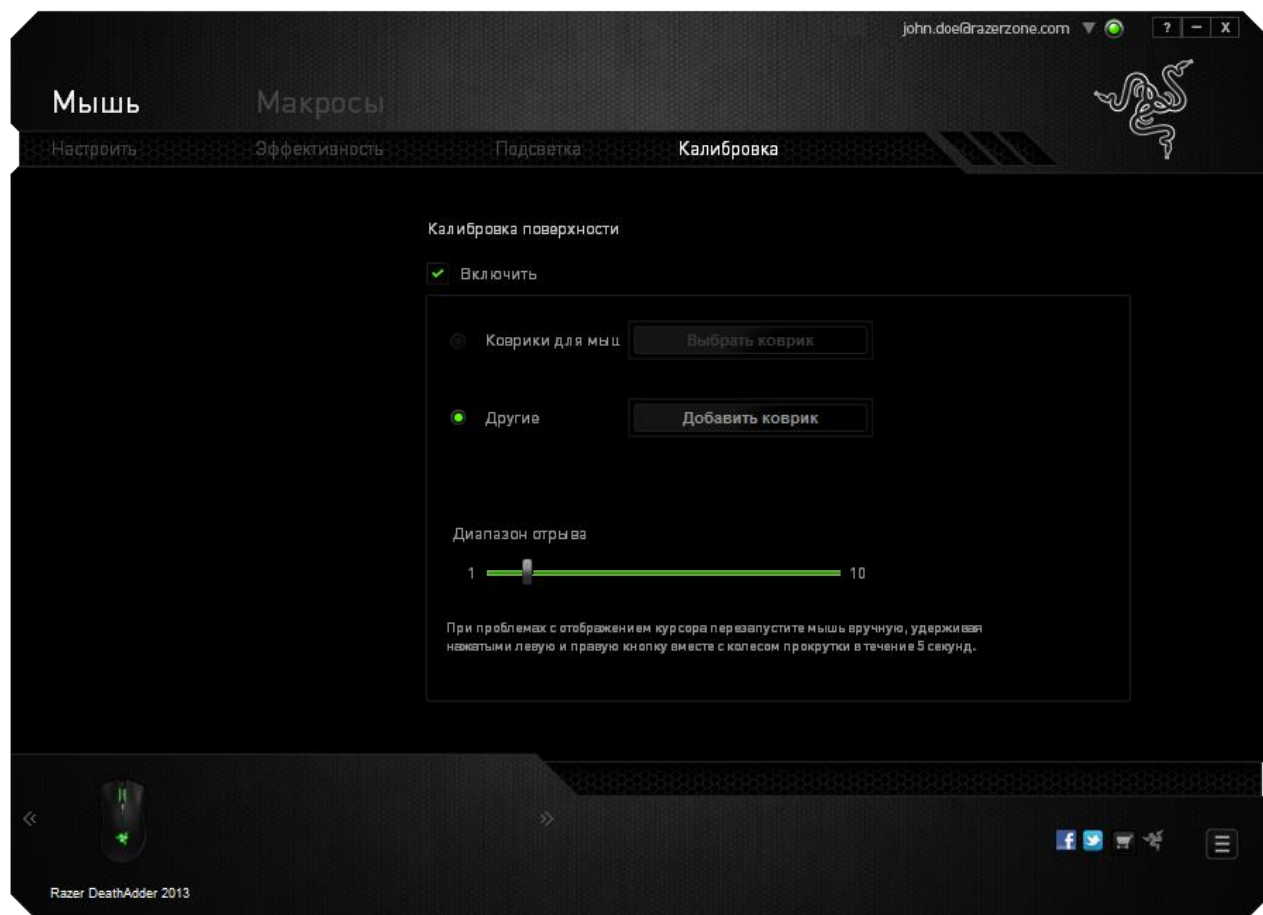 john.doe@razerzone.com
? – X
Мышь Макросы
Настроить Эффективность Подсветка Калибровка
Калибровка поверхности
Включить
Коврики для мыш Выбрать коврик
Другие Добавить коврик
Диапазон отрыва
1 10
При проблемах с отображением курсора перезапустите мышь вручную, удерживая
нажатыми левую и правую кнопку вместе с колесом прокрутки в течение 5 секунд.
Razer DeathAdder 2013